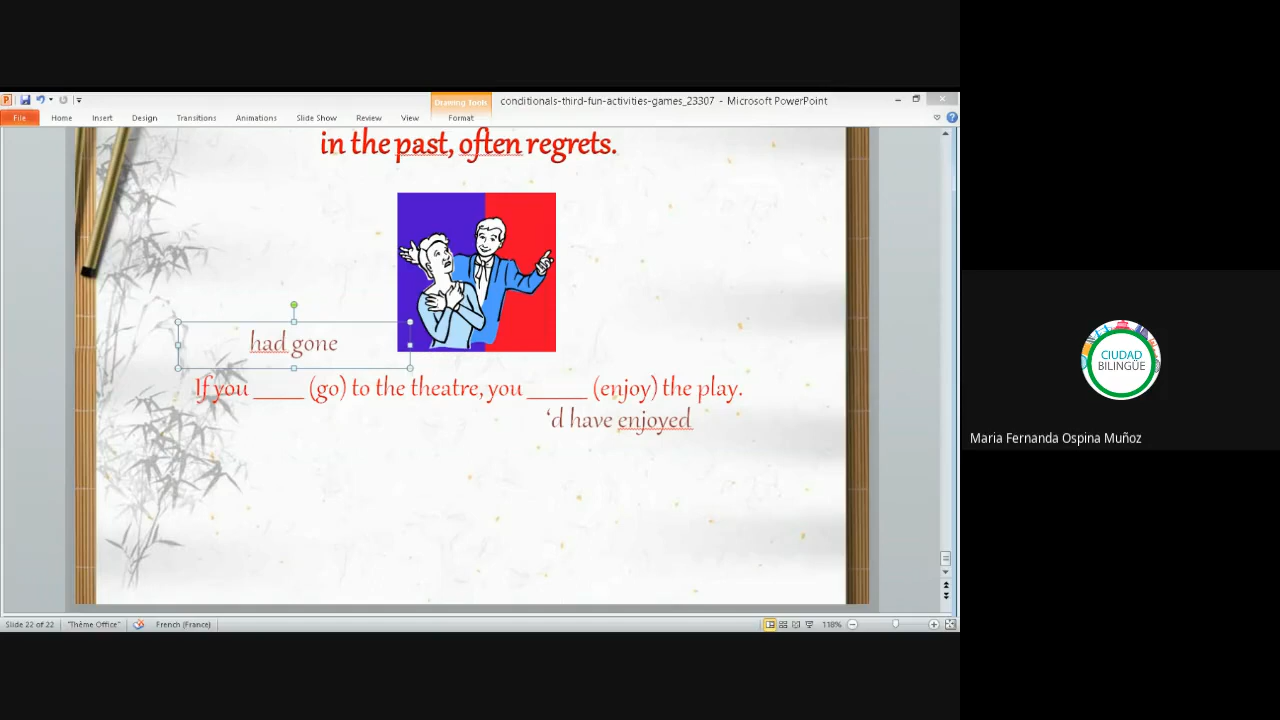 conditionals-third-fun-activities-games_23307 - Microsoft PowerPoint
Drawing Tools
File Home Insert Design Transitions Animations Slide Show Review View Format
in the past, often regrets.
had gone
If you _____ (go) to the theatre, you ______ (enjoy) the play.
‘d have enjoyed
CIUDAD
BILINGÜE
Maria Fernanda Ospina Muñoz
Slide 22 of 22 "Thème Office" French (France) 118%